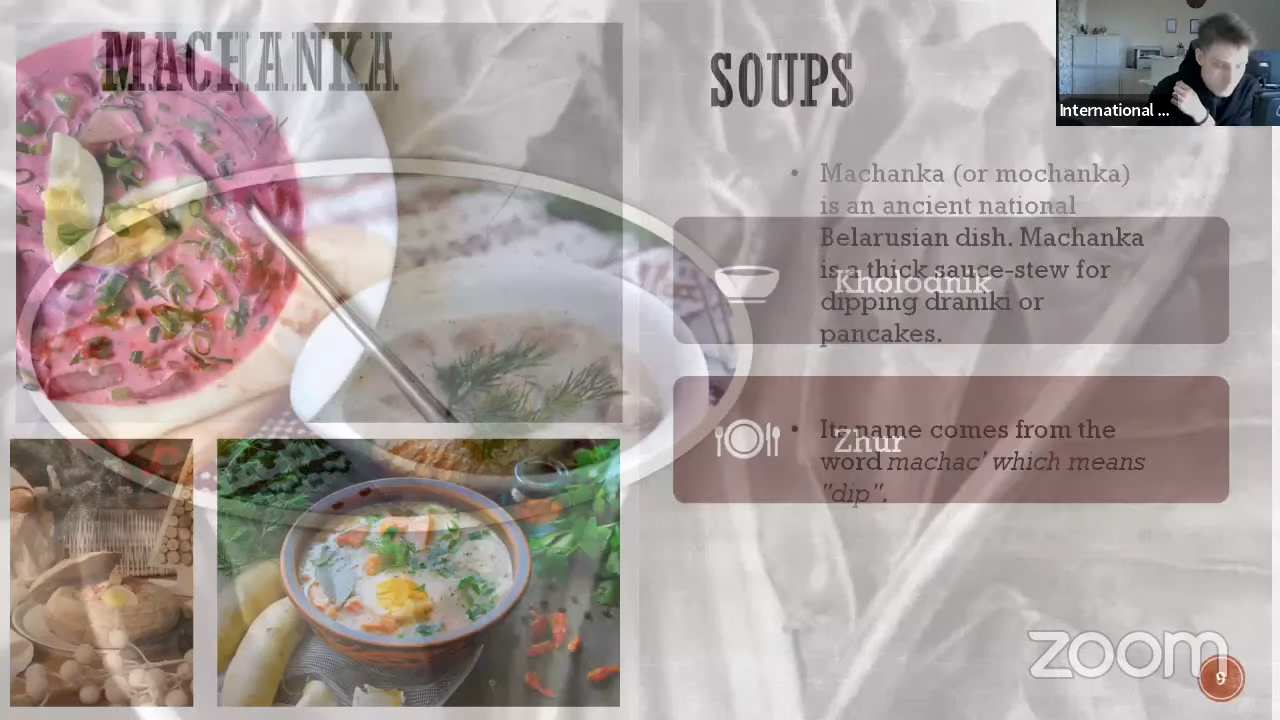 MACHANKA
SOUPS
International ...
• Machanka (or mochanka)
is an ancient national
Belarusian dish. Machanka
is a thick sauce-stew for
dipping draniki or
pancakes.
Kholodnik
• Its name comes from the
word machac' which means
"dip".
Zhur
zoom
9